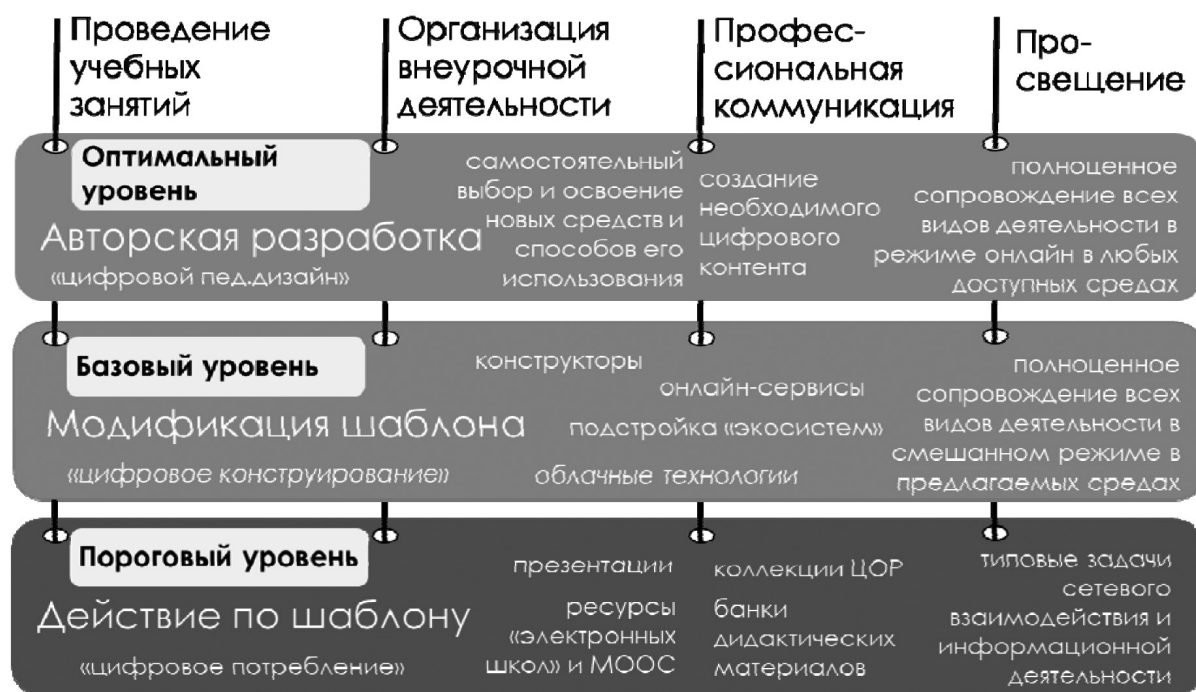 Проведение
учебных
занятий
Организация
внеурочной
деятельности
Профес-
сиональная
коммуникация
Про-
свещение
Оптимальный
уровень
Авторская разработка
«цифровой пед.дизайн»
самостоятельный
выбор и освоение
новых средств и
способов его
использования
создание
необходимого
цифрового
контента
полноценное
сопровождение всех
видов деятельности в
режиме онлайн в любых
доступных средах
Базовый уровень
Модификация шаблона
«цифровое конструирование»
конструкторы
онлайн-сервисы
подстройка «экосистем»
облачные технологии
полноценное
сопровождение всех
видов деятельности в
смешанном режиме в
предлагаемых средах
Пороговый уровень
Действие по шаблону
«цифровое потребление»
презентации
ресурсы
«электронных
школ» и МООС
коллекции ЦОР
банки
дидактических
материалов
типовые задачи
сетевого
взаимодействия и
информационной
деятельности